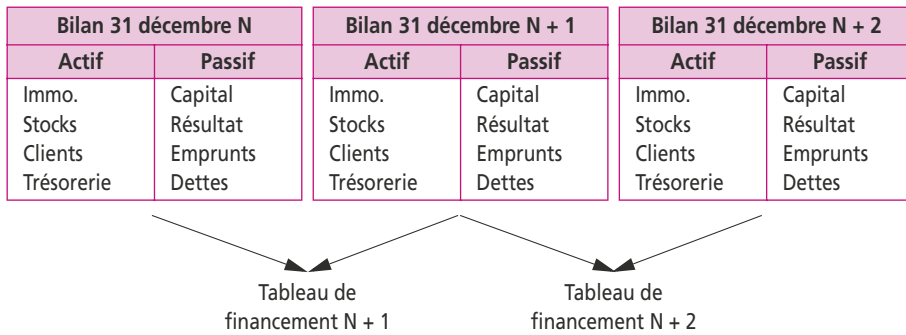 Bilan 31 décembre N
Actif Passif
Immo. Capital
Stocks Résultat
Clients Emprunts
Trésorerie Dettes
Bilan 31 décembre N + 1
Actif Passif
Immo. Capital
Stocks Résultat
Clients Emprunts
Trésorerie Dettes
Bilan 31 décembre N + 2
Actif Passif
Immo. Capital
Stocks Résultat
Clients Emprunts
Trésorerie Dettes
Tableau de
financement N + 1
Tableau de
financement N + 2